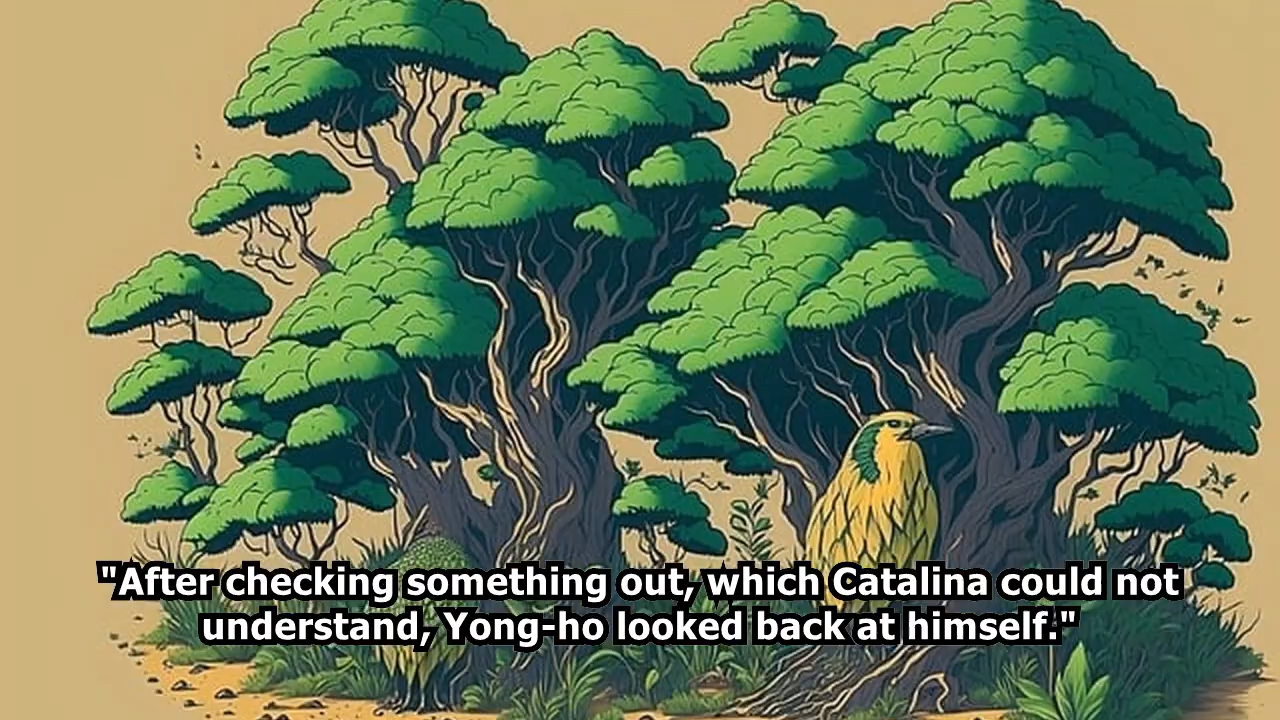 "After checking something out, which Catalina could not
understand, Yong-ho looked back at himself."